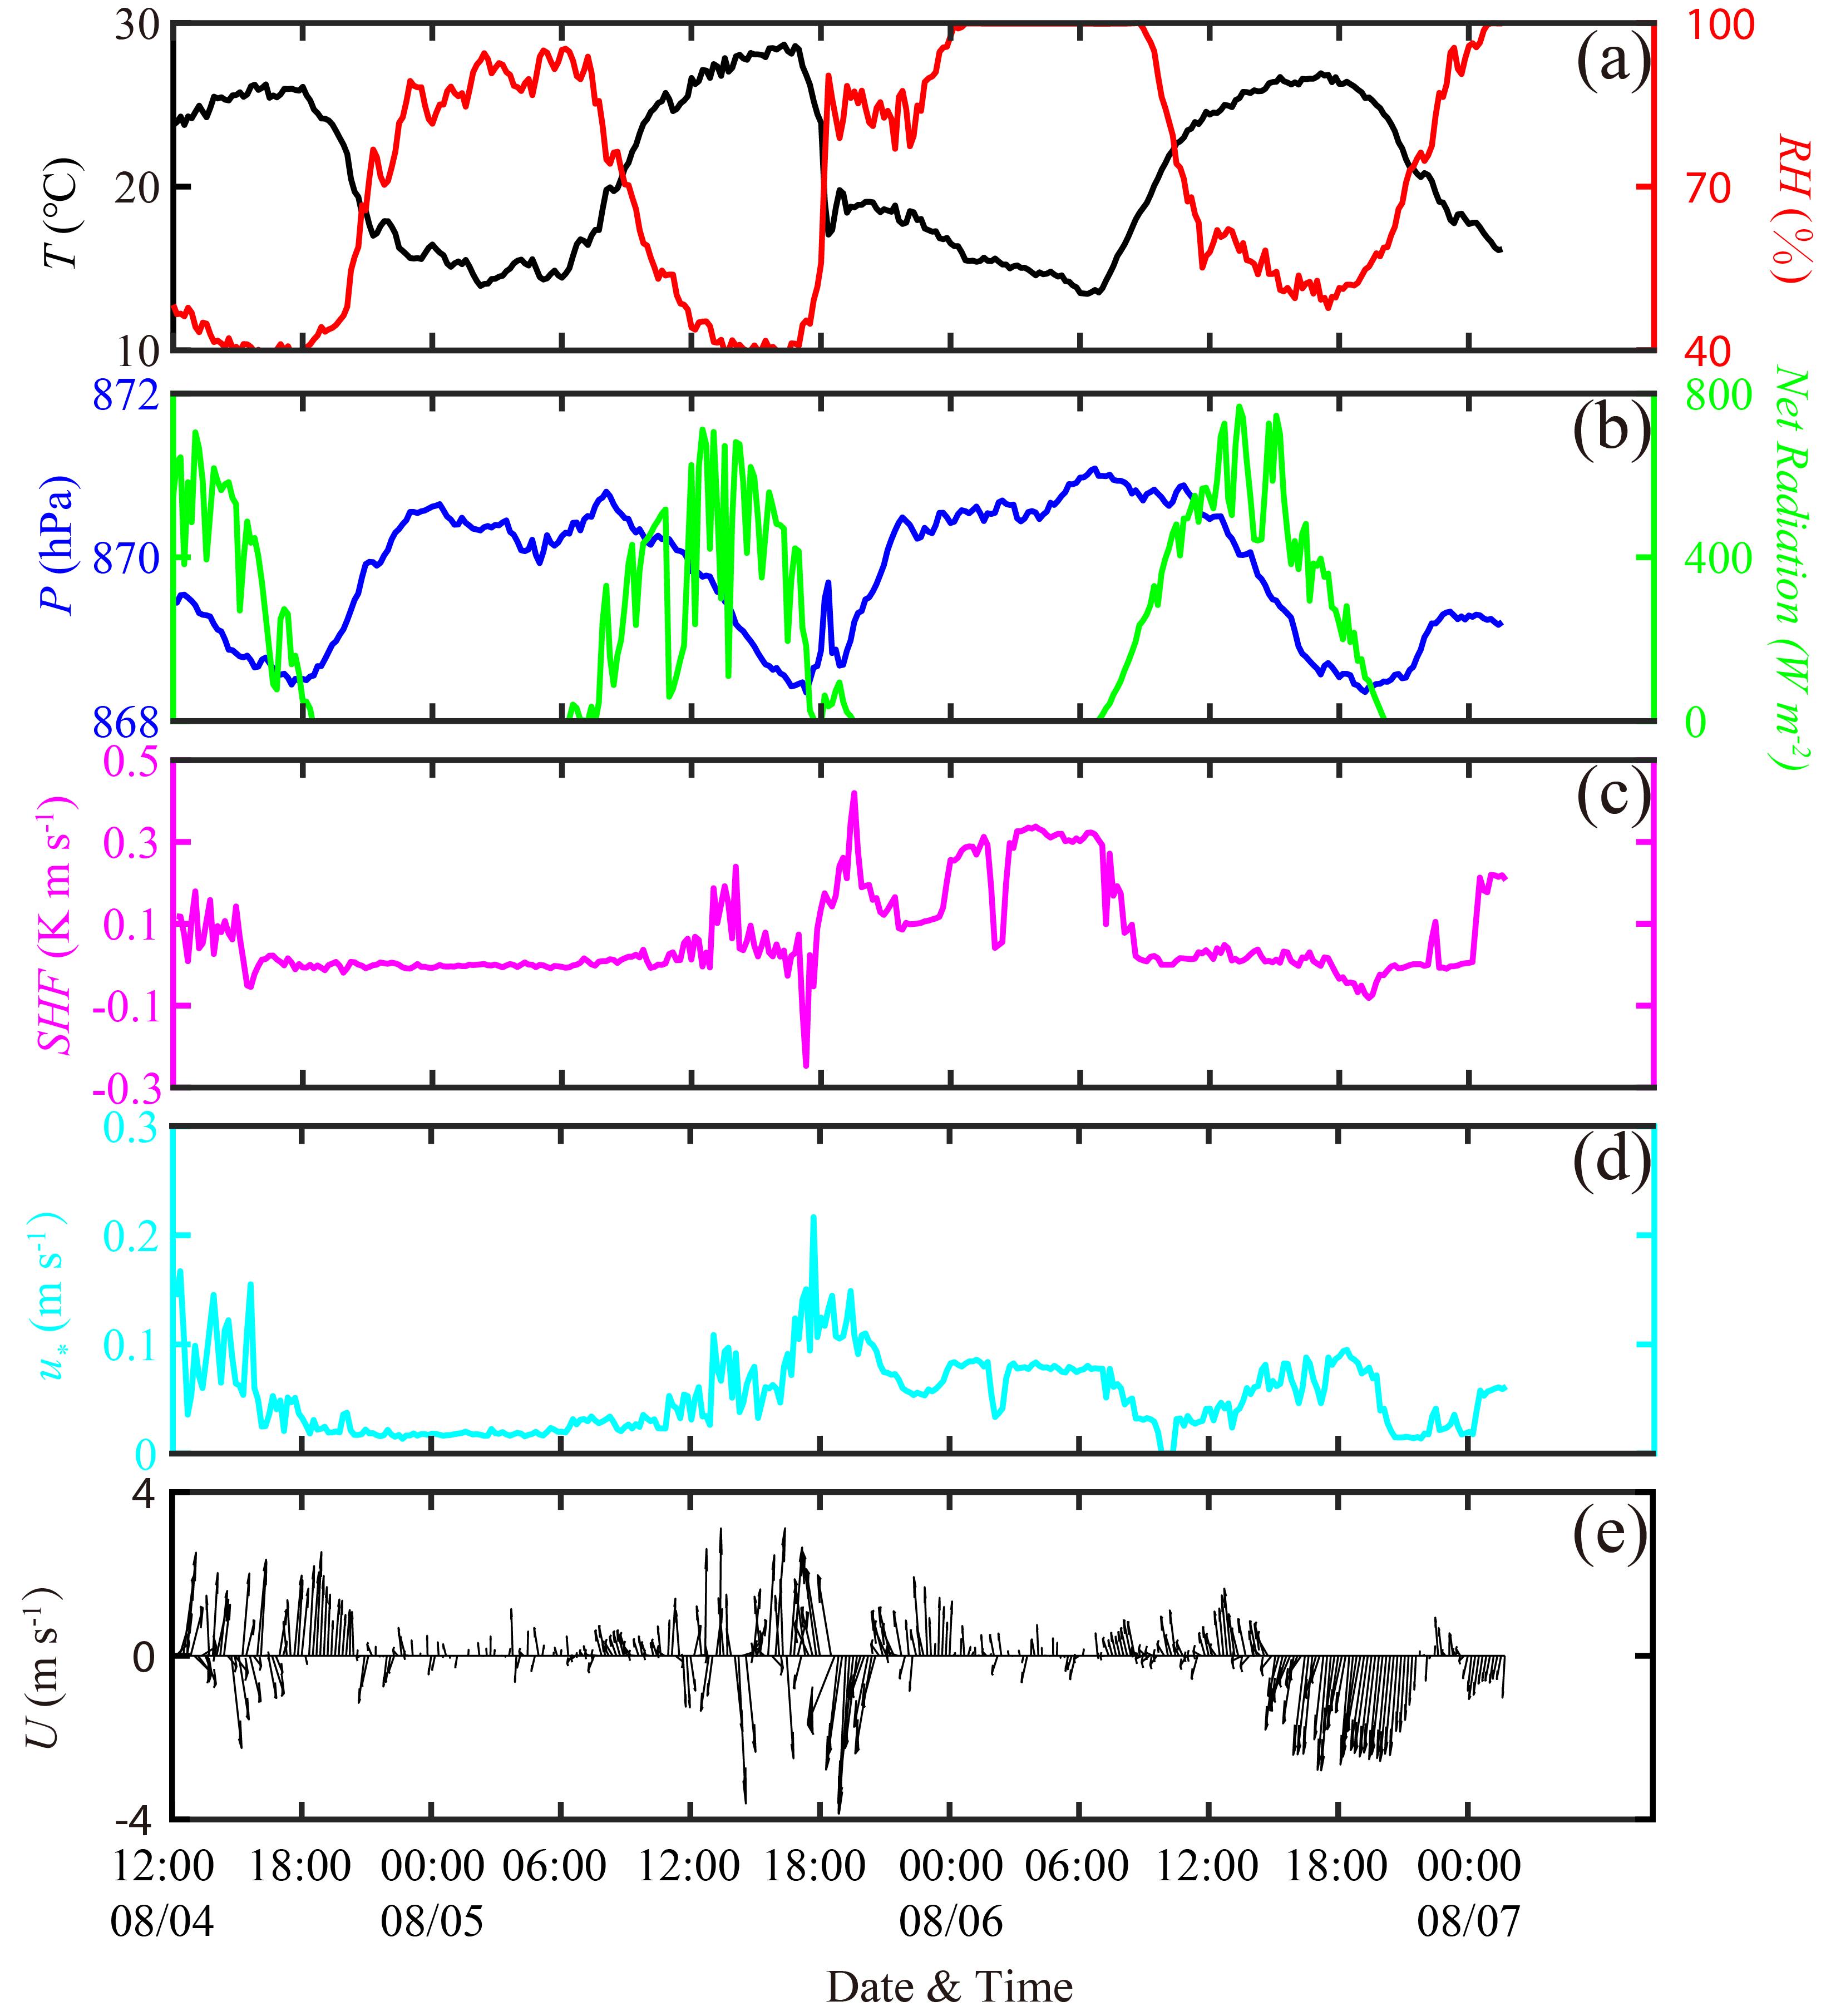 30
20
10
T (°C)
(a)
100
70
40
RH (%)
872
870
868
P (hPa)
(b)
800
400
0
Net Radiation (W m-2)
0.5
0.3
0.1
-0.1
-0.3
SHF (K m s-1)
(c)
0.3
0.2
0.1
0
u* (m s-1)
(d)
4
0
-4
U (m s-1)
(e)
12:00 18:00 00:00 06:00 12:00 18:00 00:00 06:00 12:00 18:00 00:00
08/04 08/05 08/06 08/07
Date & Time